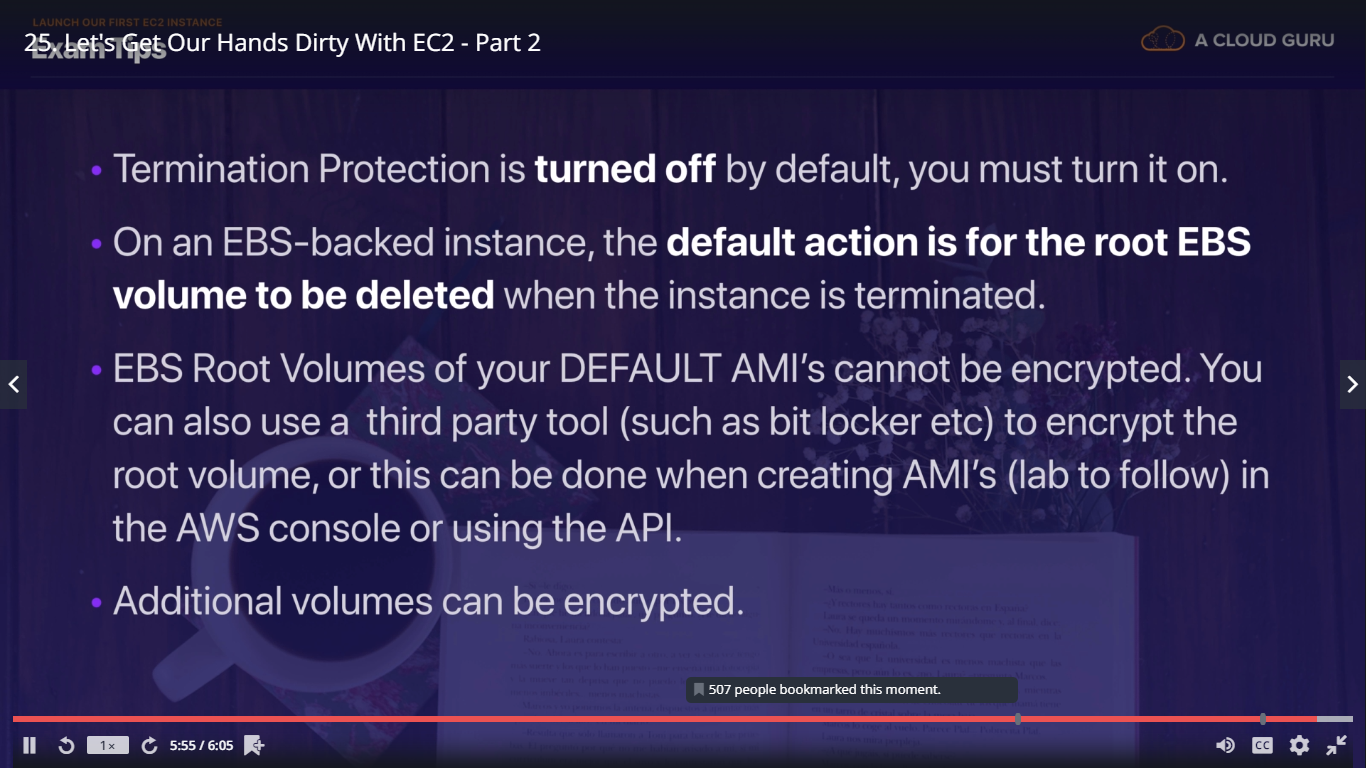 LAUNCH OUR FIRST EC2 INSTANCE
25. Let's Get Our Hands Dirty With EC2 - Part 2
Exam Tips
A CLOUD GURU
• Termination Protection is turned off by default, you must turn it on.
• On an EBS-backed instance, the default action is for the root EBS
volume to be deleted when the instance is terminated.
• EBS Root Volumes of your DEFAULT AMI's cannot be encrypted. You
can also use a third party tool (such as bit locker etc) to encrypt the
root volume, or this can be done when creating AMI's (lab to follow) in
the AWS console or using the API.
• Additional volumes can be encrypted.
507 people bookmarked this moment.
1×
5:55 / 6:05
CC